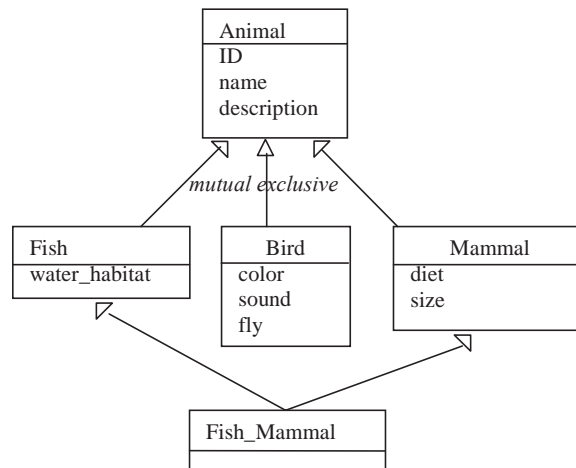 Animal
ID
name
description
mutual exclusive
Fish
water_habitat
Bird
color
sound
fly
Mammal
diet
size
Fish_Mammal